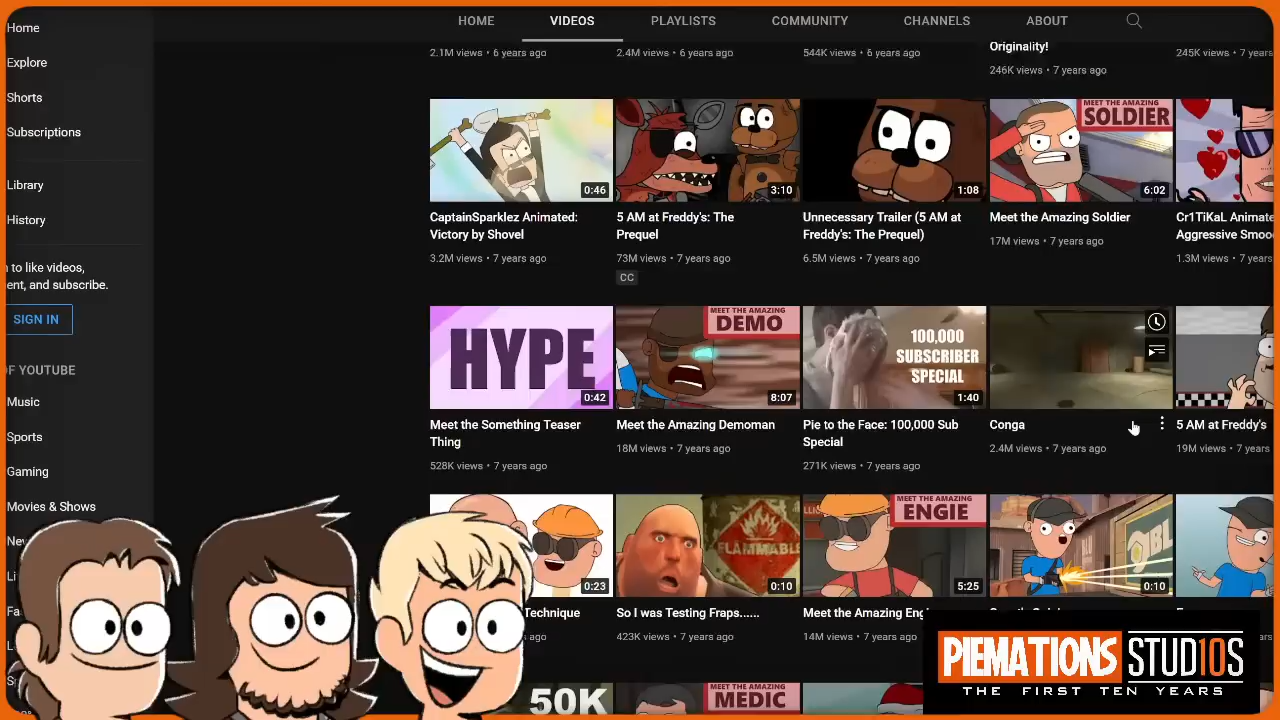 HOME VIDEOS PLAYLISTS COMMUNITY CHANNELS ABOUT
Home
Explore
Shorts
Subscriptions
Library
History
to like videos,
ent, and subscribe.
SIGN IN
OF YOUTUBE
Music
Sports
Gaming
Movies & Shows
2.1M views • 6 years ago
2.4M views • 6 years ago
544K views • 6 years ago
Originality!
246K views • 7 years ago
245K views • 7 years
0:46
CaptainSparklez Animated:
Victory by Shovel
3.2M views • 7 years ago
3:10
5 AM at Freddy's: The
Prequel
73M views • 7 years ago
CC
1:08
Unnecessary Trailer (5 AM at
Freddy's: The Prequel)
6.5M views • 7 years ago
MEET THE AMAZING
SOLDIER
6:02
Meet the Amazing Soldier
17M views • 7 years ago
Cr1TiKaL Animate
Aggressive Smoo
1.3M views • 7 years
HYPE
0:42
Meet the Something Teaser
Thing
528K views • 7 years ago
MEET THE AMAZING
DEMO
8:07
Meet the Amazing Demoman
18M views • 7 years ago
100,000
SUBSCRIBER
SPECIAL
1:40
Pie to the Face: 100,000 Sub
Special
271K views • 7 years ago
Conga
2.4M views • 7 years ago
5 AM at Freddy's
19M views • 7 years
0:23
Technique
ago
FLAMMABLE
0:10
So I was Testing Fraps......
423K views • 7 years ago
MEET THE AMAZING
ENGIE
5:25
Meet the Amazing Eng
14M views • 7 years ago
0:10
50K
MEET THE AMAZING
MEDIC
PIEMATIONS STUD10S
THE FIRST TEN YEARS